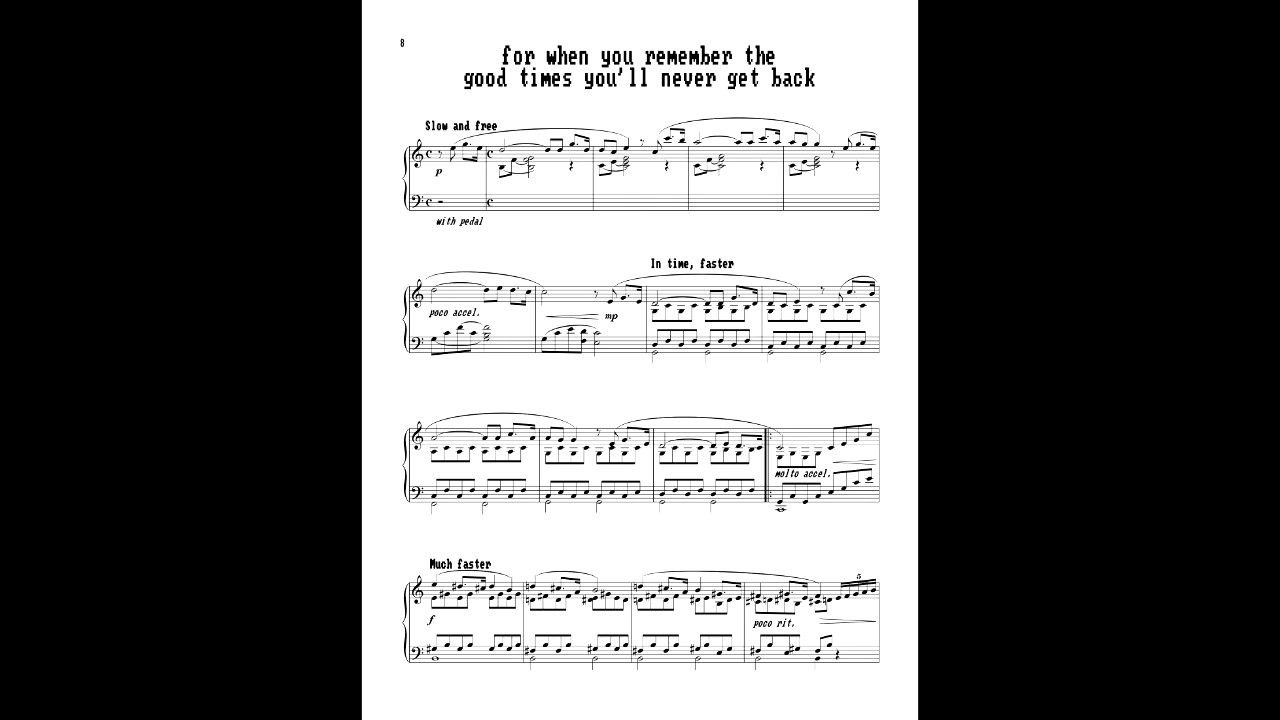 8
for when you remember the
good times you'll never get back
Slow and free
p
with pedal
In time, faster
poco accel.
mp
molto accel.
Much faster
5
f
poco rit.